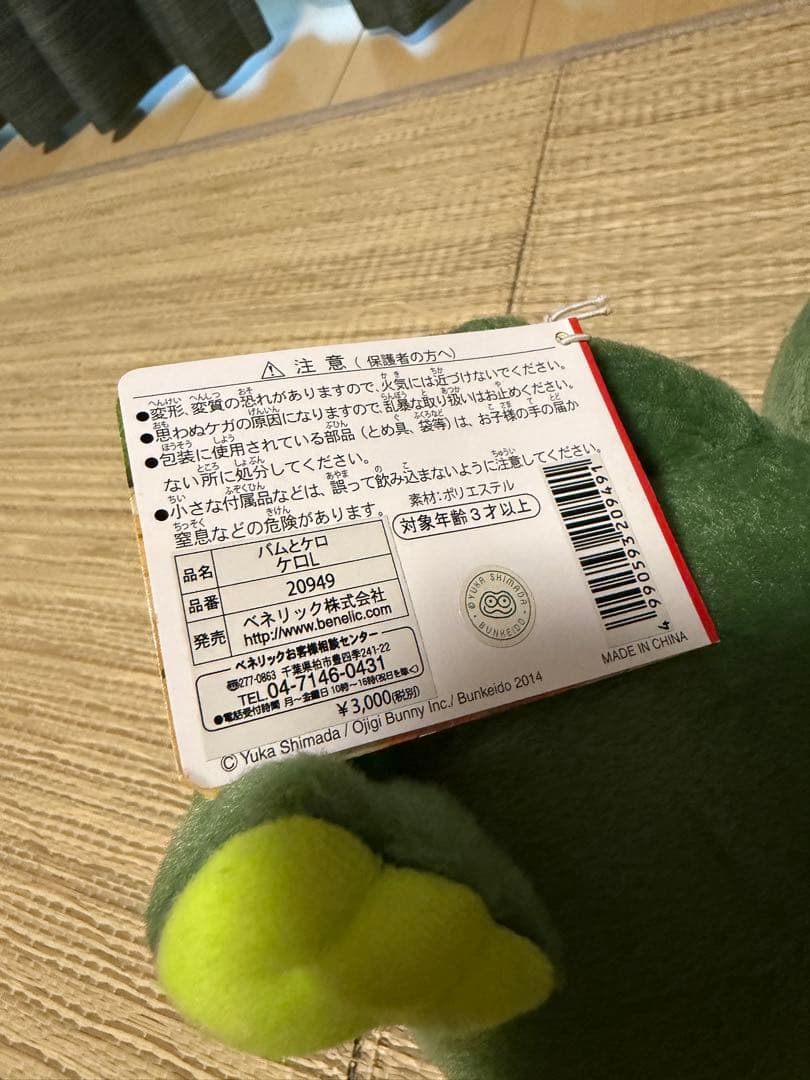 ⚠ 注意 (保護者の方へ)
●変形、変質の恐れがありますので、火気には近づけないでください。
●思わぬケガの原因になりますので、乱暴な取り扱いはお止めください。
●包装に使用されている部品（とめ具、袋等）は、お子様の手の届か
ない所に処分してください。
●小さな付属品などは、誤って飲み込まないように注意してください。
窒息などの危険があります。
素材:ポリエステル
対象年齢3才以上
品名 バムとケロ
ケロL
品番 20949
発売 ベネリック株式会社
http://www.benelic.com
ベネリックお客様相談センター
〠277-0863 千葉県柏市豊四季241-22
TEL 04-7146-0431
●電話受付時間 月～金曜日 10時～16時(祝日を除く)
¥3,000(税別)
© Yuka Shimada / Ojigi Bunny Inc./ Bunkeido 2014
© YUKA SHIMADA・BUNKEIDO
4 990593 209491
MADE IN CHINA